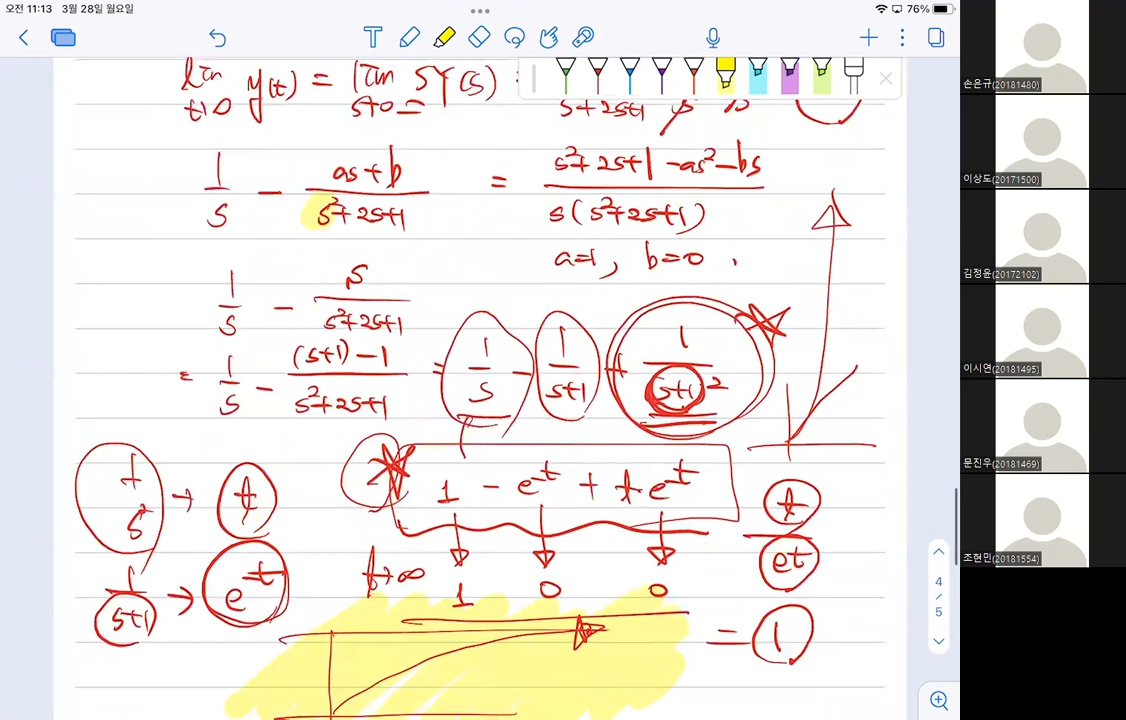 오전 11:13 3월 28일 월요일
76%
lim y(t) = lim SY(s)
t→∞ s→0
s²+2s+1
1/s - (as+b)/(s²+2s+1) = (s²+2s+1-as²-bs)/(s(s²+2s+1))
a=1, b=0.
1/s - s/(s²+2s+1)
= 1/s - ((s+1)-1)/(s²+2s+1) = 1/s - 1/(s+1) + 1/(s+1)²
1/s² → t
1 - e^-t + t e^-t
t/e^t
1/(s+1) → e^-t
t→∞
1 0 0
= 1
4
/
5
손은규(20181480)
이상도(20171500)
김정윤(20172102)
이시연(20181495)
문진우(20181469)
조현민(20181554)